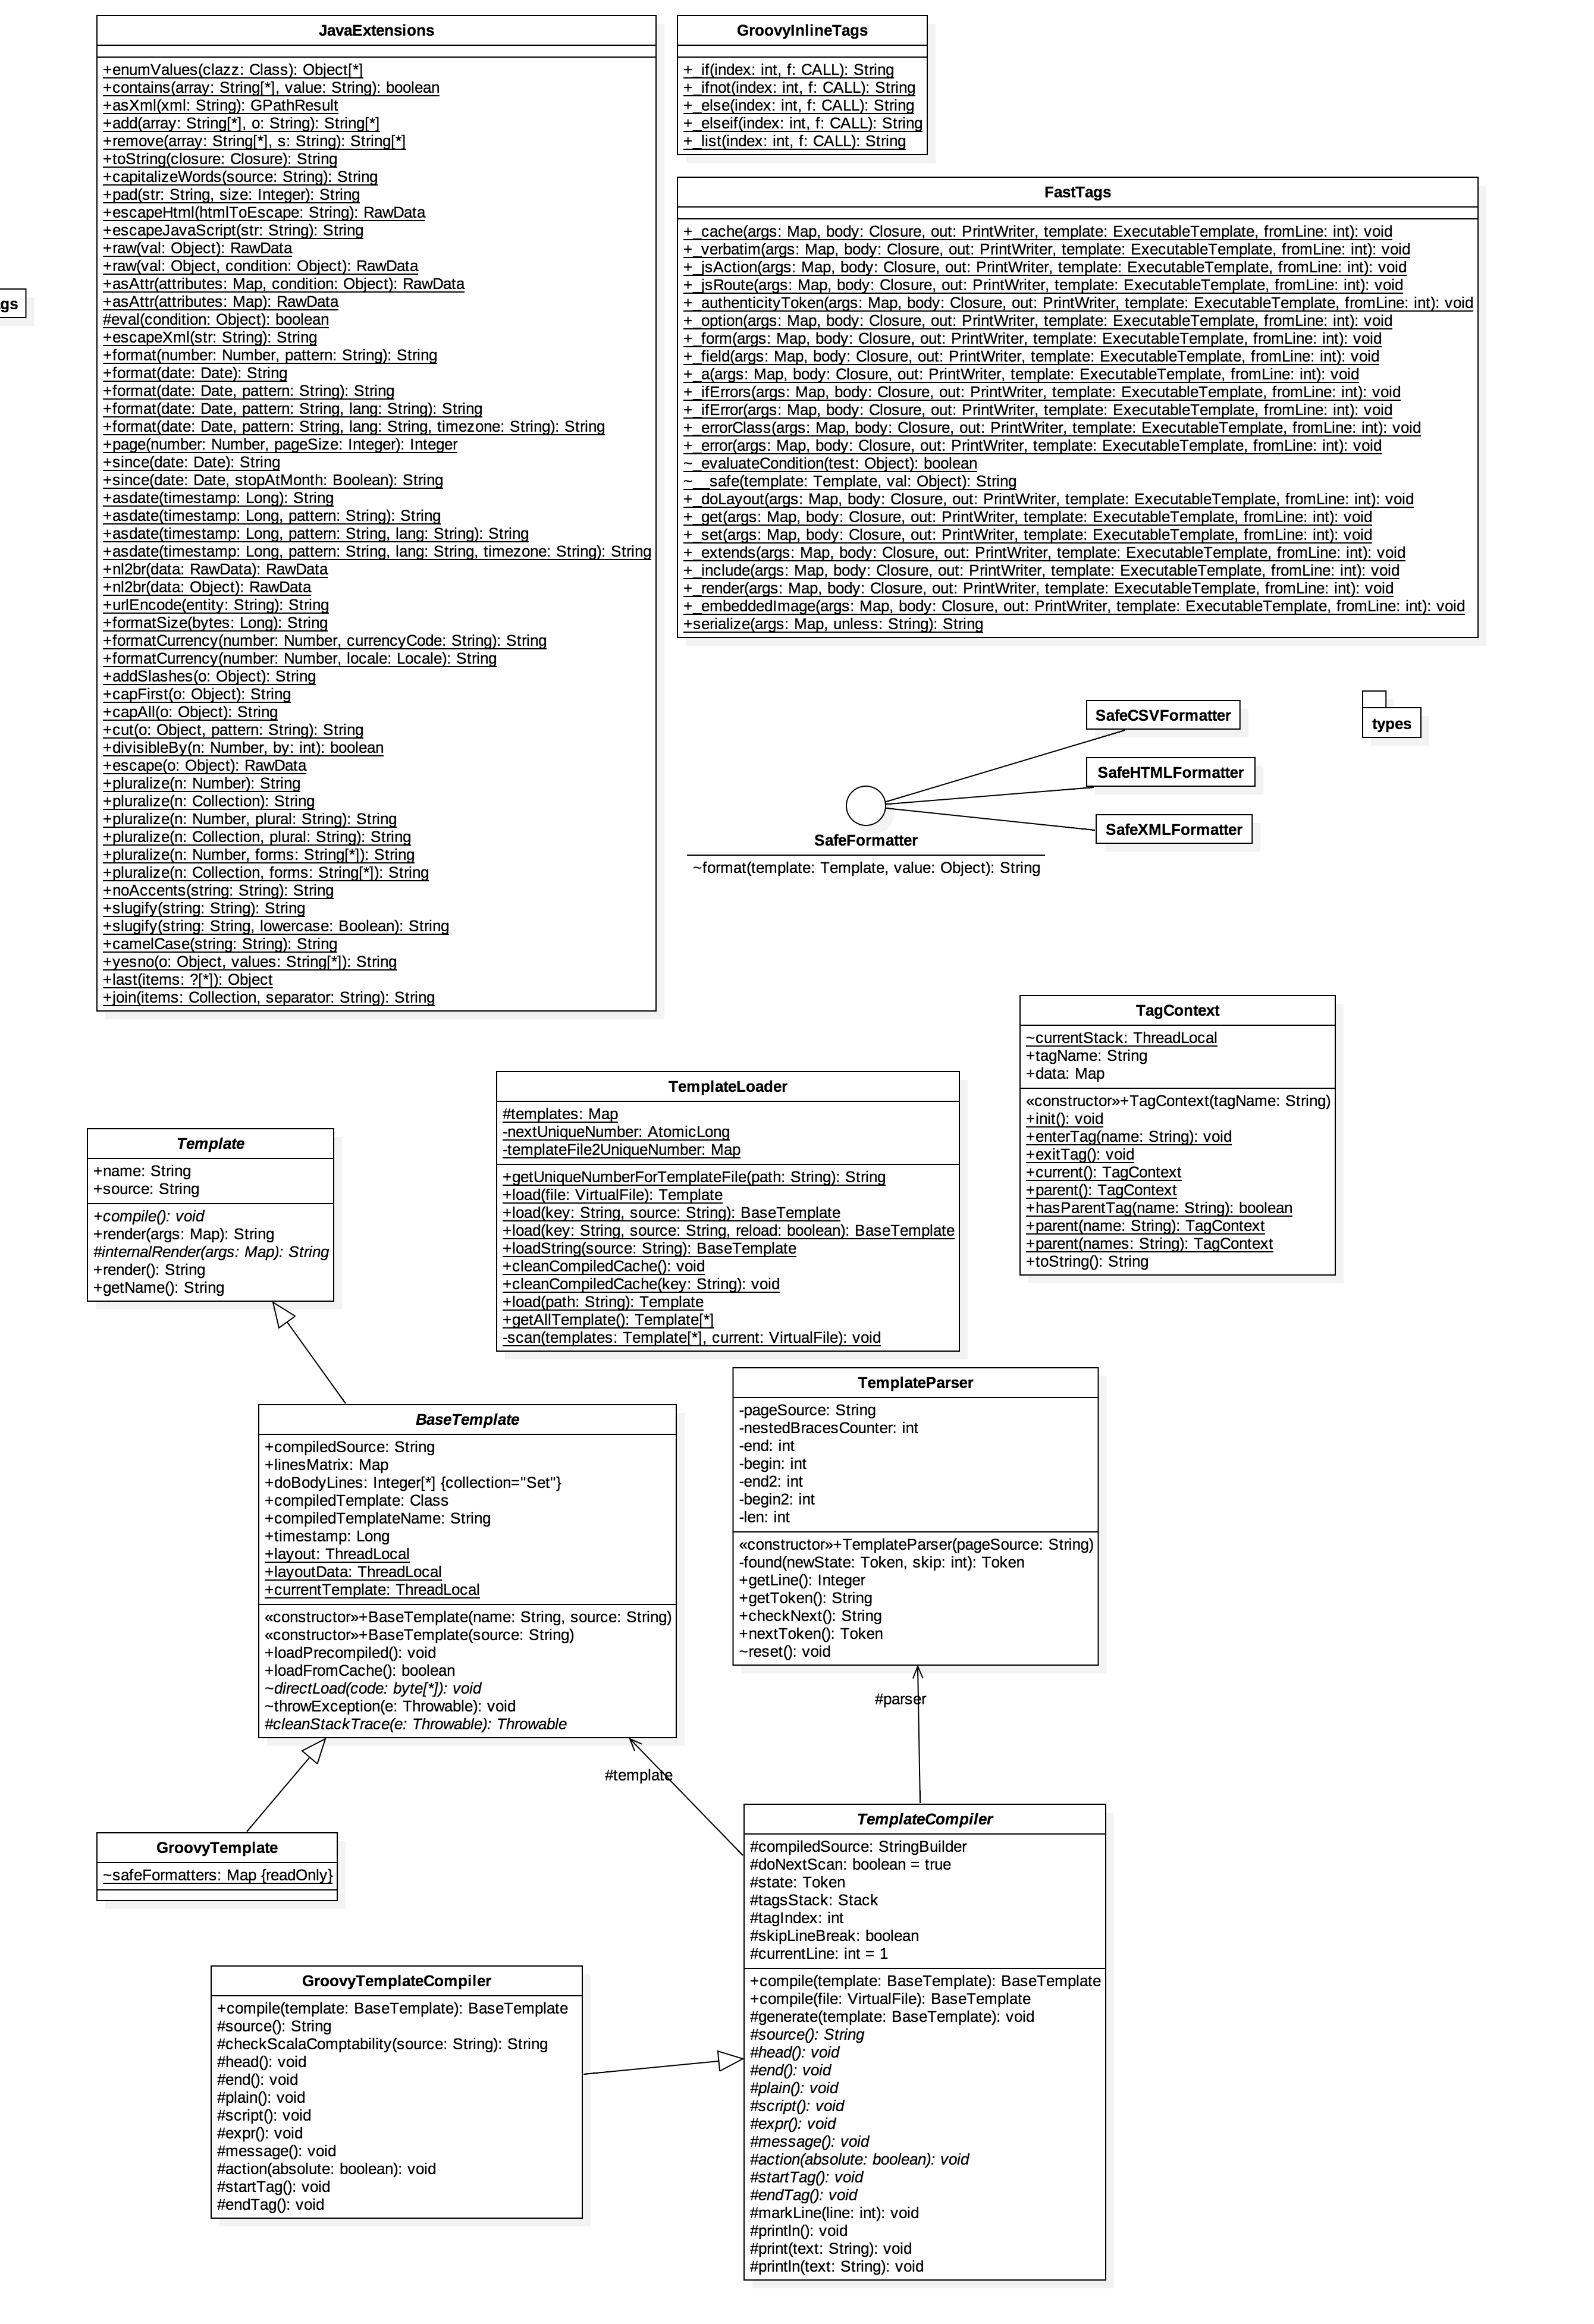 JavaExtensions
+enumValues(clazz: Class): Object[*]
+contains(array: String[*], value: String): boolean
+asXml(xml: String): GPathResult
+add(array: String[*], o: String): String[*]
+remove(array: String[*], s: String): String[*]
+toString(closure: Closure): String
+capitalizeWords(source: String): String
+pad(str: String, size: Integer): String
+escapeHtml(htmlToEscape: String): RawData
+escapeJavaScript(str: String): String
+raw(val: Object): RawData
+raw(val: Object, condition: Object): RawData
+asAttr(attributes: Map, condition: Object): RawData
+asAttr(attributes: Map): RawData
#eval(condition: Object): boolean
+escapeXml(str: String): String
+format(number: Number, pattern: String): String
+format(date: Date): String
+format(date: Date, pattern: String): String
+format(date: Date, pattern: String, lang: String): String
+format(date: Date, pattern: String, lang: String, timezone: String): String
+page(number: Number, pageSize: Integer): Integer
+since(date: Date): String
+since(date: Date, stopAtMonth: Boolean): String
+asdate(timestamp: Long): String
+asdate(timestamp: Long, pattern: String): String
+asdate(timestamp: Long, pattern: String, lang: String): String
+asdate(timestamp: Long, pattern: String, lang: String, timezone: String): String
+nl2br(data: RawData): RawData
+nl2br(data: Object): RawData
+urlEncode(entity: String): String
+formatSize(bytes: Long): String
+formatCurrency(number: Number, currencyCode: String): String
+formatCurrency(number: Number, locale: Locale): String
+addSlashes(o: Object): String
+capFirst(o: Object): String
+capAll(o: Object): String
+cut(o: Object, pattern: String): String
+divisibleBy(n: Number, by: int): boolean
+escape(o: Object): RawData
+pluralize(n: Number): String
+pluralize(n: Collection): String
+pluralize(n: Number, plural: String): String
+pluralize(n: Collection, plural: String): String
+pluralize(n: Number, forms: String[*]): String
+pluralize(n: Collection, forms: String[*]): String
+noAccents(string: String): String
+slugify(string: String): String
+slugify(string: String, lowercase: Boolean): String
+camelCase(string: String): String
+yesno(o: Object, values: String[*]): String
+last(items: ?[*]): Object
+join(items: Collection, separator: String): String
gs
GroovyInlineTags
+_if(index: int, f: CALL): String
+_ifnot(index: int, f: CALL): String
+_else(index: int, f: CALL): String
+_elseif(index: int, f: CALL): String
+_list(index: int, f: CALL): String
FastTags
+_cache(args: Map, body: Closure, out: PrintWriter, template: ExecutableTemplate, fromLine: int): void
+_verbatim(args: Map, body: Closure, out: PrintWriter, template: ExecutableTemplate, fromLine: int): void
+_jsAction(args: Map, body: Closure, out: PrintWriter, template: ExecutableTemplate, fromLine: int): void
+_jsRoute(args: Map, body: Closure, out: PrintWriter, template: ExecutableTemplate, fromLine: int): void
+_authenticityToken(args: Map, body: Closure, out: PrintWriter, template: ExecutableTemplate, fromLine: int): void
+_option(args: Map, body: Closure, out: PrintWriter, template: ExecutableTemplate, fromLine: int): void
+_form(args: Map, body: Closure, out: PrintWriter, template: ExecutableTemplate, fromLine: int): void
+_field(args: Map, body: Closure, out: PrintWriter, template: ExecutableTemplate, fromLine: int): void
+_a(args: Map, body: Closure, out: PrintWriter, template: ExecutableTemplate, fromLine: int): void
+_ifErrors(args: Map, body: Closure, out: PrintWriter, template: ExecutableTemplate, fromLine: int): void
+_ifError(args: Map, body: Closure, out: PrintWriter, template: ExecutableTemplate, fromLine: int): void
+_errorClass(args: Map, body: Closure, out: PrintWriter, template: ExecutableTemplate, fromLine: int): void
+_error(args: Map, body: Closure, out: PrintWriter, template: ExecutableTemplate, fromLine: int): void
~_evaluateCondition(test: Object): boolean
~__safe(template: Template, val: Object): String
+_doLayout(args: Map, body: Closure, out: PrintWriter, template: ExecutableTemplate, fromLine: int): void
+_get(args: Map, body: Closure, out: PrintWriter, template: ExecutableTemplate, fromLine: int): void
+_set(args: Map, body: Closure, out: PrintWriter, template: ExecutableTemplate, fromLine: int): void
+_extends(args: Map, body: Closure, out: PrintWriter, template: ExecutableTemplate, fromLine: int): void
+_include(args: Map, body: Closure, out: PrintWriter, template: ExecutableTemplate, fromLine: int): void
+_render(args: Map, body: Closure, out: PrintWriter, template: ExecutableTemplate, fromLine: int): void
+_embeddedImage(args: Map, body: Closure, out: PrintWriter, template: ExecutableTemplate, fromLine: int): void
+serialize(args: Map, unless: String): String
SafeCSVFormatter
types
SafeHTMLFormatter
SafeXMLFormatter
SafeFormatter
~format(template: Template, value: Object): String
TagContext
~currentStack: ThreadLocal
+tagName: String
+data: Map
«constructor»+TagContext(tagName: String)
+init(): void
+enterTag(name: String): void
+exitTag(): void
+current(): TagContext
+parent(): TagContext
+hasParentTag(name: String): boolean
+parent(name: String): TagContext
+parent(names: String): TagContext
+toString(): String
TemplateLoader
#templates: Map
-nextUniqueNumber: AtomicLong
-templateFile2UniqueNumber: Map
+getUniqueNumberForTemplateFile(path: String): String
+load(file: VirtualFile): Template
+load(key: String, source: String): BaseTemplate
+load(key: String, source: String, reload: boolean): BaseTemplate
+loadString(source: String): BaseTemplate
+cleanCompiledCache(): void
+cleanCompiledCache(key: String): void
+load(path: String): Template
+getAllTemplate(): Template[*]
-scan(templates: Template[*], current: VirtualFile): void
Template
+name: String
+source: String
+compile(): void
+render(args: Map): String
#internalRender(args: Map): String
+render(): String
+getName(): String
TemplateParser
-pageSource: String
-nestedBracesCounter: int
-end: int
-begin: int
-end2: int
-begin2: int
-len: int
«constructor»+TemplateParser(pageSource: String)
-found(newState: Token, skip: int): Token
+getLine(): Integer
+getToken(): String
+checkNext(): String
+nextToken(): Token
~reset(): void
BaseTemplate
+compiledSource: String
+linesMatrix: Map
+doBodyLines: Integer[*] {collection="Set"}
+compiledTemplate: Class
+compiledTemplateName: String
+timestamp: Long
+layout: ThreadLocal
+layoutData: ThreadLocal
+currentTemplate: ThreadLocal
«constructor»+BaseTemplate(name: String, source: String)
«constructor»+BaseTemplate(source: String)
+loadPrecompiled(): void
+loadFromCache(): boolean
~directLoad(code: byte[*]): void
~throwException(e: Throwable): void
#cleanStackTrace(e: Throwable): Throwable
#parser
#template
GroovyTemplate
~safeFormatters: Map {readOnly}
TemplateCompiler
#compiledSource: StringBuilder
#doNextScan: boolean = true
#state: Token
#tagsStack: Stack
#tagIndex: int
#skipLineBreak: boolean
#currentLine: int = 1
+compile(template: BaseTemplate): BaseTemplate
+compile(file: VirtualFile): BaseTemplate
#generate(template: BaseTemplate): void
#source(): String
#head(): void
#end(): void
#plain(): void
#script(): void
#expr(): void
#message(): void
#action(absolute: boolean): void
#startTag(): void
#endTag(): void
#markLine(line: int): void
#println(): void
#print(text: String): void
#println(text: String): void
GroovyTemplateCompiler
+compile(template: BaseTemplate): BaseTemplate
#source(): String
#checkScalaComptability(source: String): String
#head(): void
#end(): void
#plain(): void
#script(): void
#expr(): void
#message(): void
#action(absolute: boolean): void
#startTag(): void
#endTag(): void